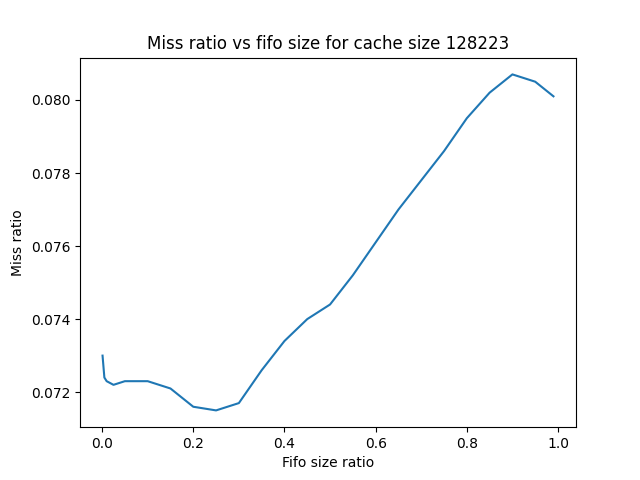 Miss ratio vs fifo size for cache size 128223
0.080
0.078
0.076
0.074
0.072
Miss ratio
0.0 0.2 0.4 0.6 0.8 1.0
Fifo size ratio